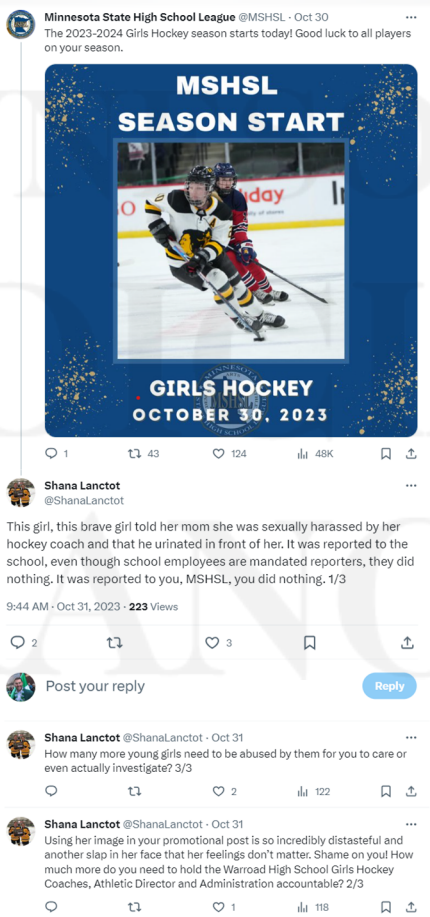 Minnesota State High School League @MSHSL · Oct 30
The 2023-2024 Girls Hockey season starts today! Good luck to all players
on your season.
MSHSL
SEASON START
GIRLS HOCKEY
OCTOBER 30, 2023
1 43 124 48K
Shana Lanctot
@ShanaLanctot
This girl, this brave girl told her mom she was sexually harassed by her
hockey coach and that he urinated in front of her. It was reported to the
school, even though school employees are mandated reporters, they did
nothing. It was reported to you, MSHSL, you did nothing. 1/3
9:44 AM · Oct 31, 2023 · 223 Views
2 3
Post your reply
Reply
Shana Lanctot @ShanaLanctot · Oct 31
How many more young girls need to be abused by them for you to care or
even actually investigate? 3/3
2 122
Shana Lanctot @ShanaLanctot · Oct 31
Using her image in your promotional post is so incredibly distasteful and
another slap in her face that her feelings don't matter. Shame on you! How
much more do you need to hold the Warroad High School Girls Hockey
Coaches, Athletic Director and Administration accountable? 2/3
1 118